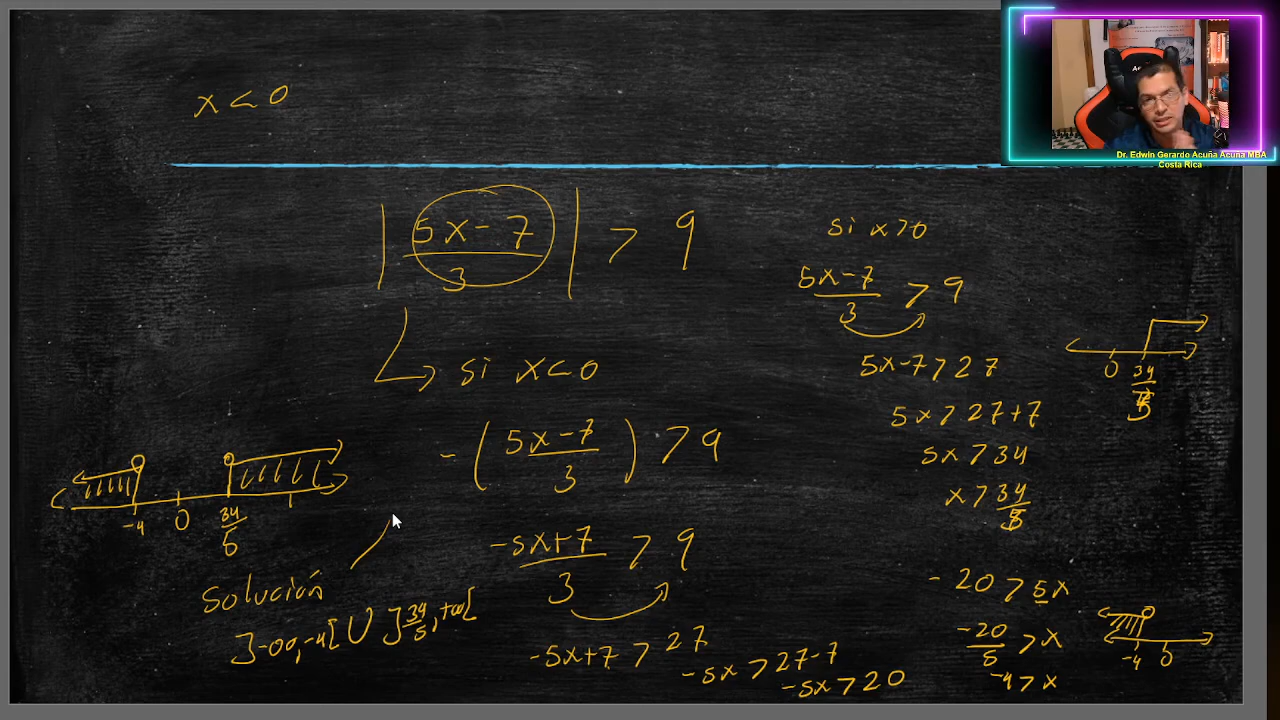 x < 0
| 5x - 7 / 3 | > 9
si x < 0
-( 5x - 7 / 3 ) > 9
-5x+7 / 3 > 9
-5x+7 > 27
-5x > 27-7
-5x > 20
si x > 0
5x-7 / 3 > 9
5x-7 > 27
5x > 27+7
5x > 34
x > 34/5
0 34/5
-20 > 5x
-20/5 > x
-4 > x
-4 0
-4 0 34/5
Solución
]-∞,-4[ U ]34/5,+∞[
Dr. Edwin Gerardo Acuña Acuña MBA
Costa Rica